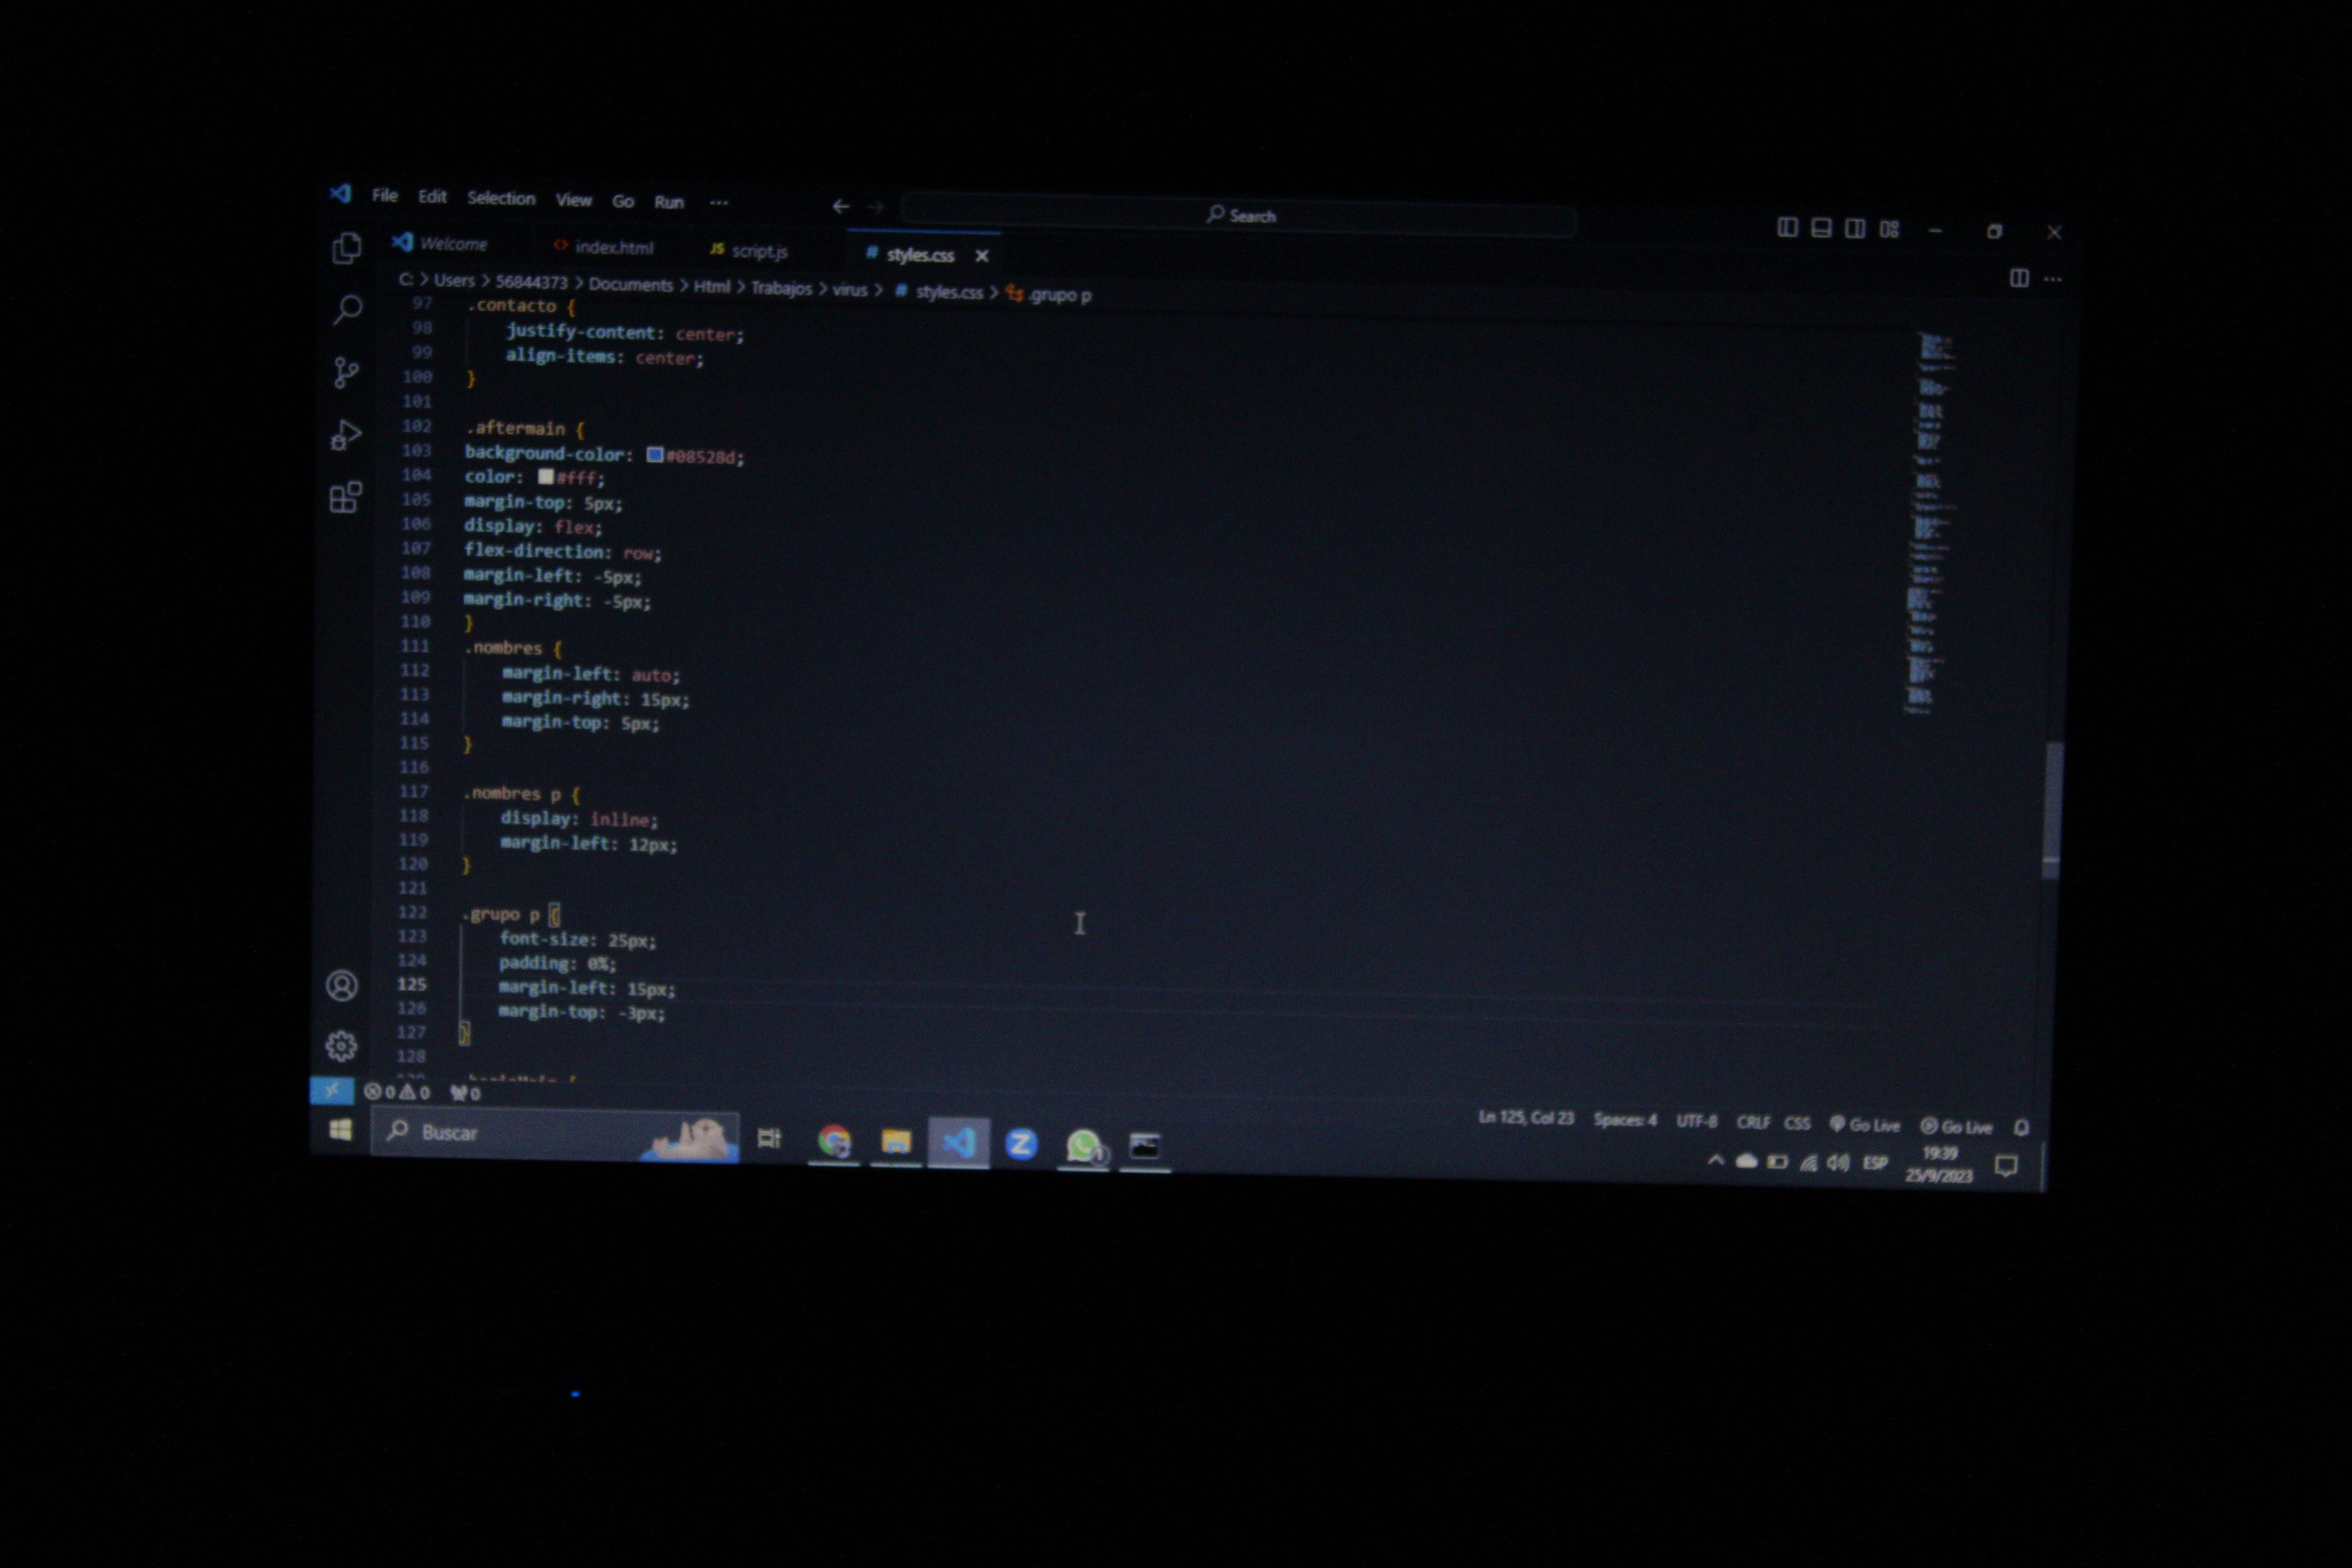 File Edit Selection View Go Run ··· Search
Welcome index.html JS script.js # styles.css
C: > Users > 56844373 > Documents > Html > Trabajos > virus > # styles.css > .grupo p
97 .contacto {
98 justify-content: center;
99 align-items: center;
100 }
101
102 .aftermain {
103 background-color: #08528d;
104 color: #fff;
105 margin-top: 5px;
106 display: flex;
107 flex-direction: row;
108 margin-left: -5px;
109 margin-right: -5px;
110 }
111 .nombres {
112 margin-left: auto;
113 margin-right: 15px;
114 margin-top: 5px;
115 }
116
117 .nombres p {
118 display: inline;
119 margin-left: 12px;
120 }
121
122 .grupo p {
123 font-size: 25px;
124 padding: 0%;
125 margin-left: 15px;
126 margin-top: -3px;
127 }
128
0 0 0
Ln 125, Col 23 Spaces: 4 UTF-8 CRLF CSS Go Live Go Live
Buscar
Z
1
ESP
19:39
25/9/2023